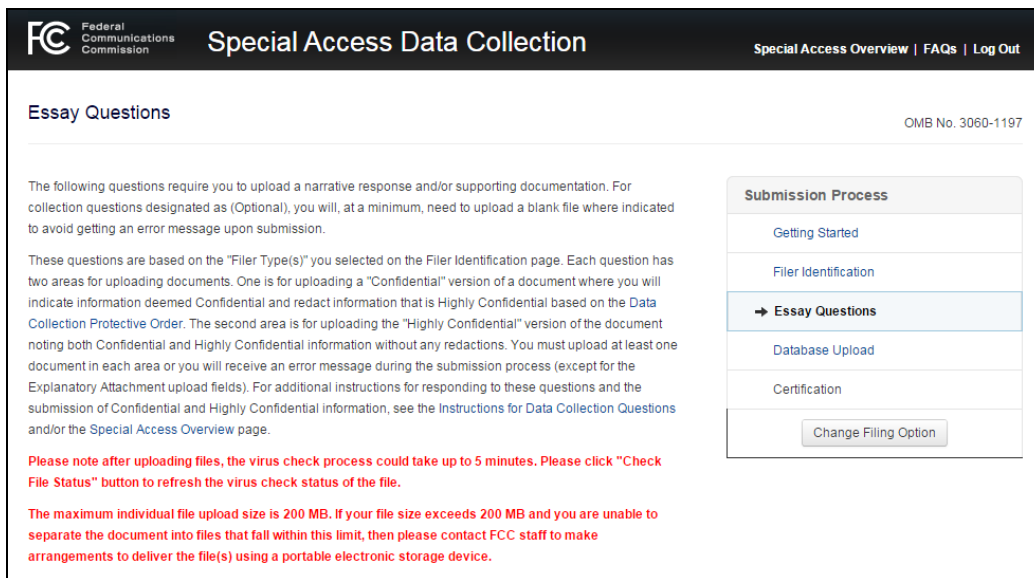 FCC Federal Communications Commission
Special Access Data Collection
Special Access Overview | FAQs | Log Out
Essay Questions
OMB No. 3060-1197
The following questions require you to upload a narrative response and/or supporting documentation. For
collection questions designated as (Optional), you will, at a minimum, need to upload a blank file where indicated
to avoid getting an error message upon submission.
These questions are based on the "Filer Type(s)" you selected on the Filer Identification page. Each question has
two areas for uploading documents. One is for uploading a "Confidential" version of a document where you will
indicate information deemed Confidential and redact information that is Highly Confidential based on the Data
Collection Protective Order. The second area is for uploading the "Highly Confidential" version of the document
noting both Confidential and Highly Confidential information without any redactions. You must upload at least one
document in each area or you will receive an error message during the submission process (except for the
Explanatory Attachment upload fields). For additional instructions for responding to these questions and the
submission of Confidential and Highly Confidential information, see the Instructions for Data Collection Questions
and/or the Special Access Overview page.
Please note after uploading files, the virus check process could take up to 5 minutes. Please click "Check
File Status" button to refresh the virus check status of the file.
The maximum individual file upload size is 200 MB. If your file size exceeds 200 MB and you are unable to
separate the document into files that fall within this limit, then please contact FCC staff to make
arrangements to deliver the file(s) using a portable electronic storage device.
Submission Process
Getting Started
Filer Identification
➔ Essay Questions
Database Upload
Certification
Change Filing Option